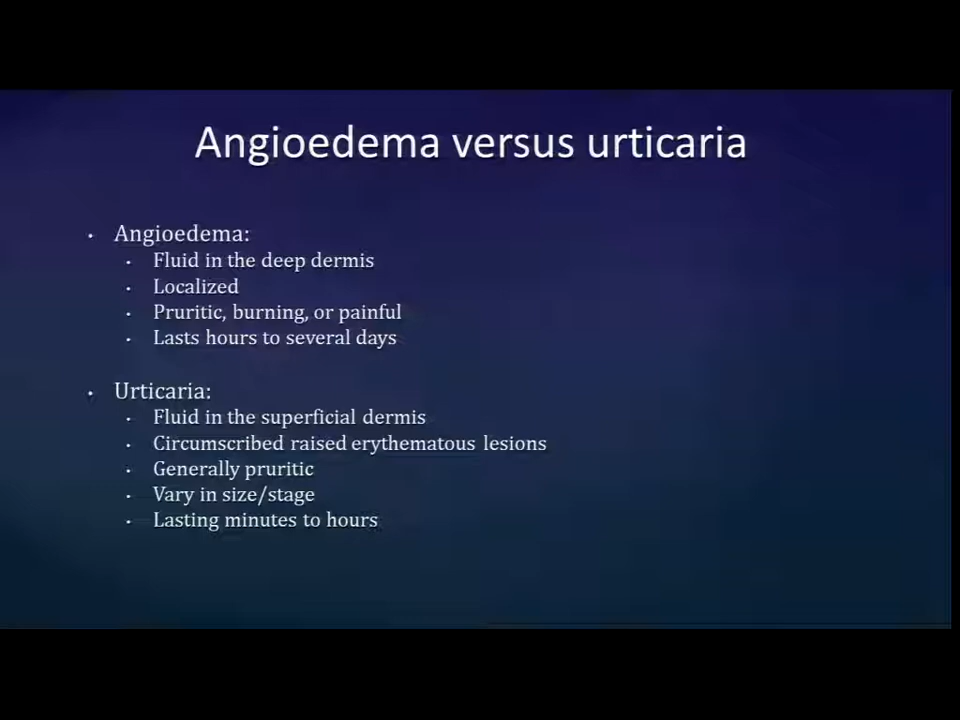 Angioedema versus urticaria
• Angioedema:
• Fluid in the deep dermis
• Localized
• Pruritic, burning, or painful
• Lasts hours to several days
• Urticaria:
• Fluid in the superficial dermis
• Circumscribed raised erythematous lesions
• Generally pruritic
• Vary in size/stage
• Lasting minutes to hours